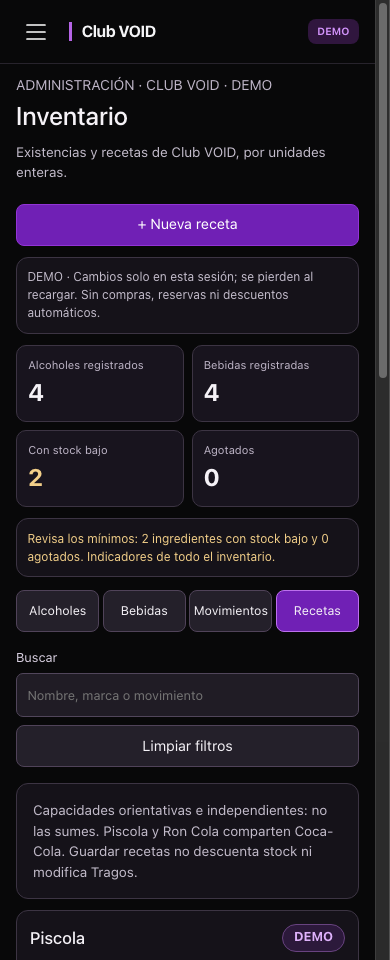 Club VOID
DEMO
ADMINISTRACIÓN · CLUB VOID · DEMO
Inventario
Existencias y recetas de Club VOID, por unidades
enteras.
+ Nueva receta
DEMO · Cambios solo en esta sesión; se pierden al
recargar. Sin compras, reservas ni descuentos
automáticos.
Alcoholes registrados
4
Bebidas registradas
4
Con stock bajo
2
Agotados
0
Revisa los mínimos: 2 ingredientes con stock bajo y 0
agotados. Indicadores de todo el inventario.
Alcoholes
Bebidas
Movimientos
Recetas
Buscar
Nombre, marca o movimiento
Limpiar filtros
Capacidades orientativas e independientes: no
las sumes. Piscola y Ron Cola comparten Coca-
Cola. Guardar recetas no descuenta stock ni
modifica Tragos.
Piscola
DEMO